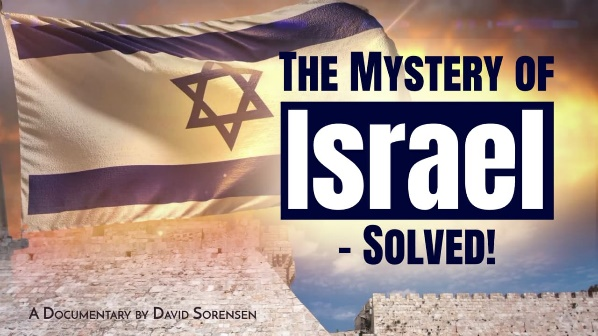 The Mystery of
Israel
- Solved!
A Documentary by David Sorensen